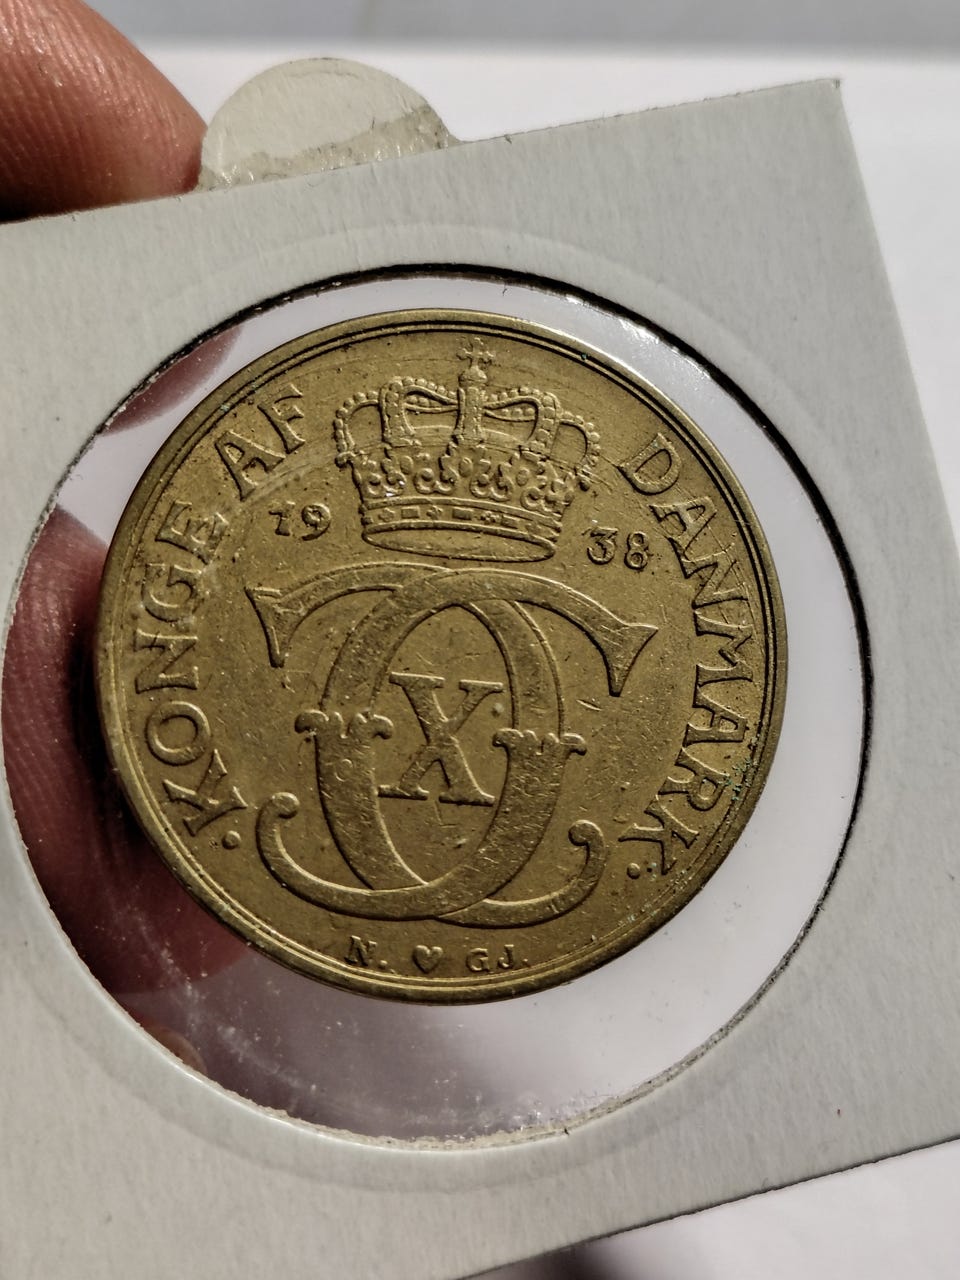 · KONGE AF DANMARK ·
19 38
X
N. ♥ GJ.